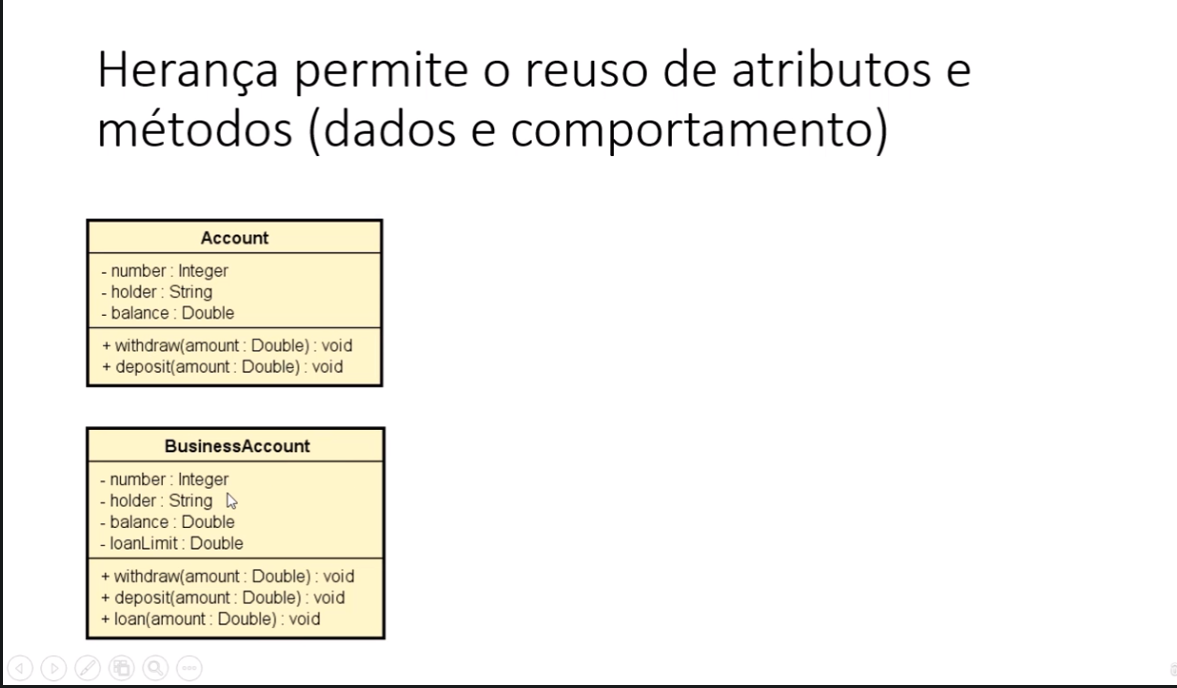 Herança permite o reuso de atributos e
métodos (dados e comportamento)
Account
- number : Integer
- holder : String
- balance : Double
+ withdraw(amount : Double) : void
+ deposit(amount : Double) : void
BusinessAccount
- number : Integer
- holder : String
- balance : Double
- loanLimit : Double
+ withdraw(amount : Double) : void
+ deposit(amount : Double) : void
+ loan(amount : Double) : void